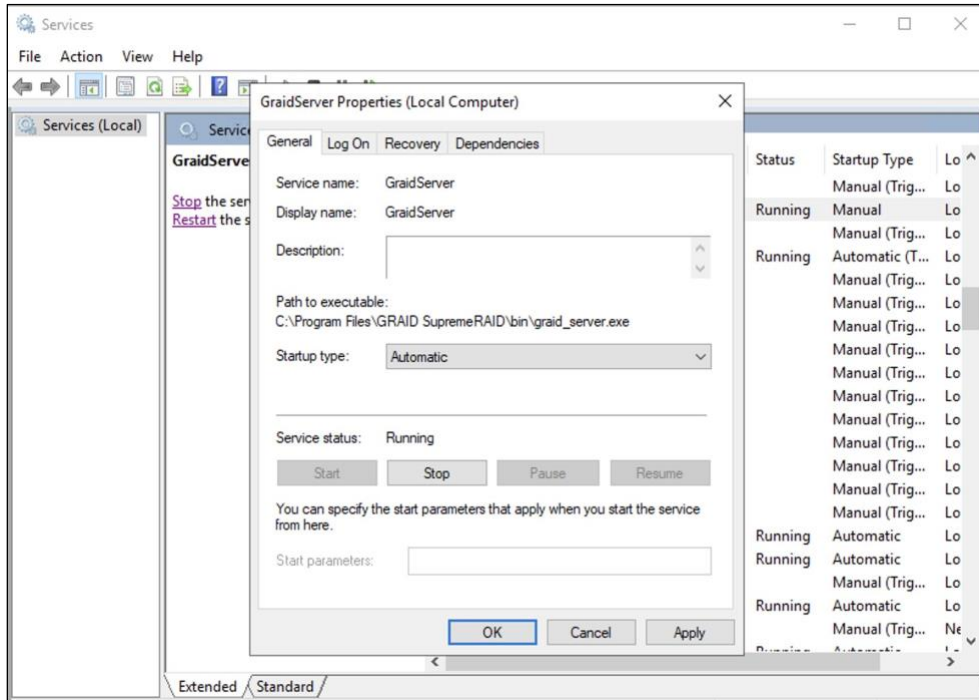 Services
File Action View Help
Services (Local)
GraidServer Properties (Local Computer)
General Log On Recovery Dependencies
Service name: GraidServer
Display name: GraidServer
Description:
Path to executable:
C:\Program Files\GRAID SupremeRAID\bin\graid_server.exe
Startup type: Automatic
Service status: Running
Start Stop Pause Resume
You can specify the start parameters that apply when you start the service
from here.
Start parameters:
OK Cancel Apply
Servic
GraidServe
Stop the ser
Restart the s
Status Startup Type Lo
Manual (Trig... Lo
Running Manual Lo
Manual (Trig... Lo
Running Automatic (T... Lo
Manual (Trig... Lo
Manual (Trig... Lo
Manual (Trig... Lo
Manual (Trig... Lo
Manual (Trig... Lo
Manual (Trig... Lo
Manual (Trig... Lo
Manual (Trig... Lo
Manual (Trig... Lo
Manual (Trig... Lo
Manual (Trig... Lo
Running Automatic Lo
Running Automatic Lo
Manual (Trig... Lo
Running Automatic Lo
Manual (Trig... Ne
Running Automatic
Extended Standard